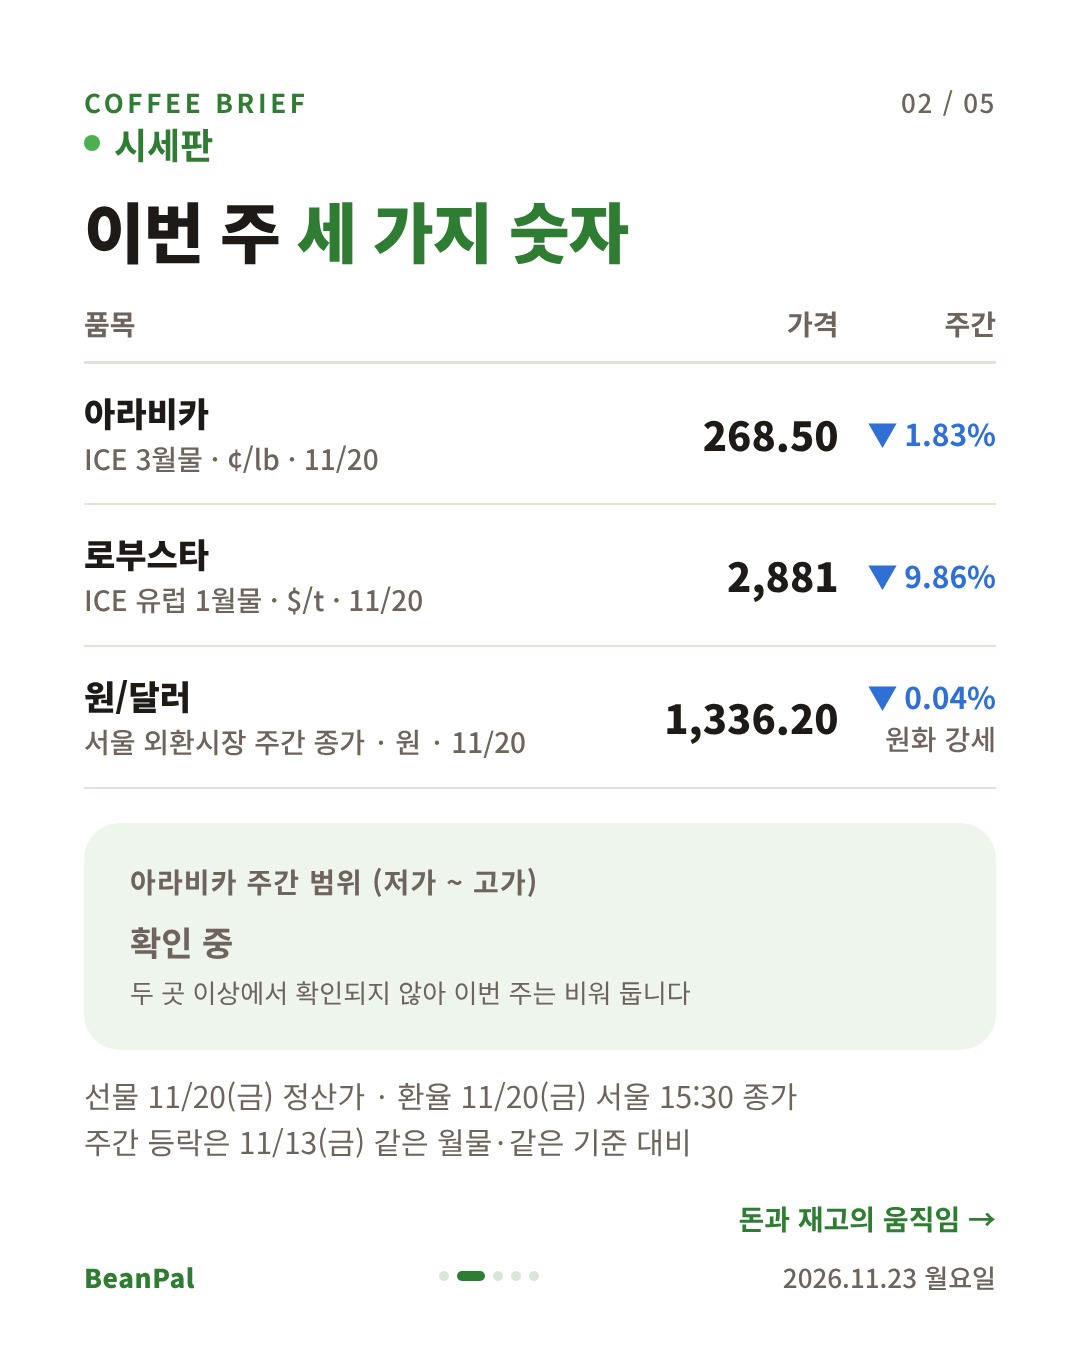 COFFEE BRIEF
02 / 05
시세판
이번 주 세 가지 숫자
품목 가격 주간
아라비카
ICE 3월물 · ¢/lb · 11/20
268.50 ▼ 1.83%
로부스타
ICE 유럽 1월물 · $/t · 11/20
2,881 ▼ 9.86%
원/달러
서울 외환시장 주간 종가 · 원 · 11/20
1,336.20 ▼ 0.04%
원화 강세
아라비카 주간 범위 (저가 ~ 고가)
확인 중
두 곳 이상에서 확인되지 않아 이번 주는 비워 둡니다
선물 11/20(금) 정산가 · 환율 11/20(금) 서울 15:30 종가
주간 등락은 11/13(금) 같은 월물·같은 기준 대비
돈과 재고의 움직임 →
BeanPal
2026.11.23 월요일